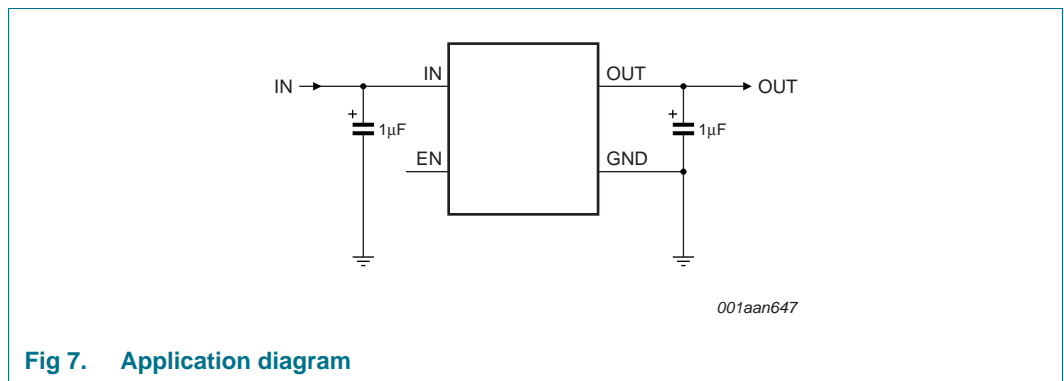 IN IN OUT OUT
+ 1μF + 1μF
EN GND
001aan647
Fig 7. Application diagram